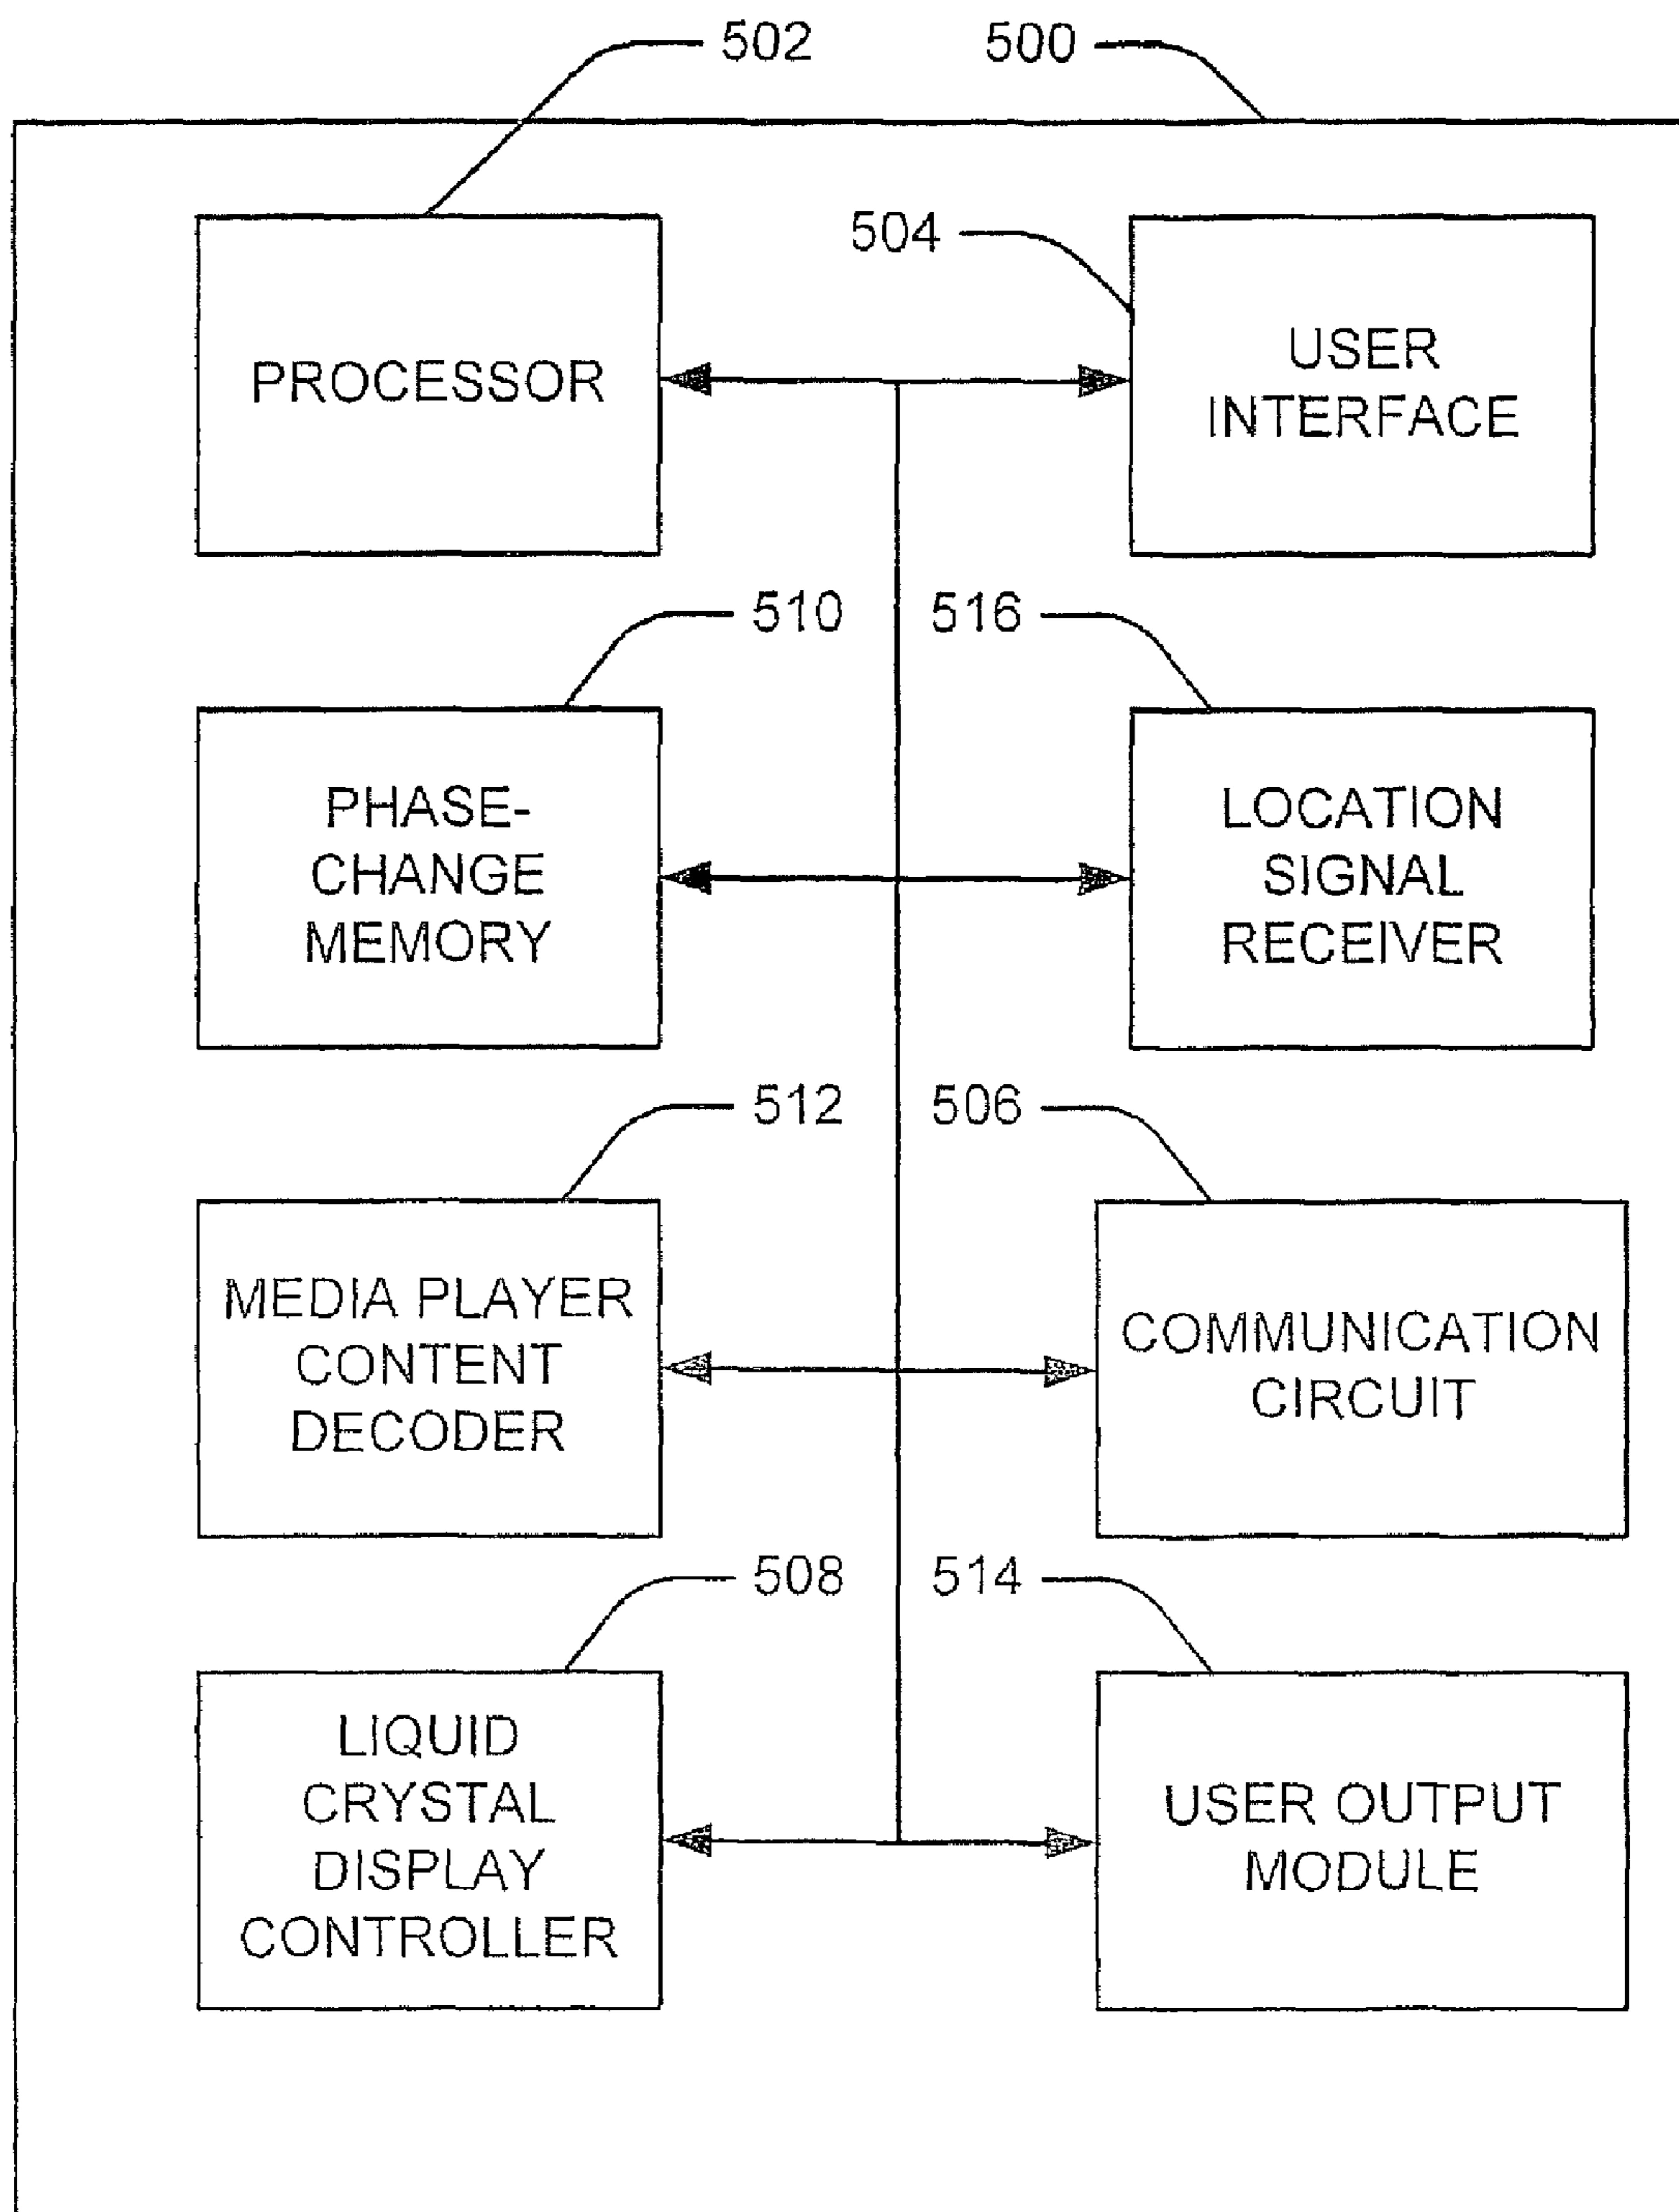 502
500
PROCESSOR
504
USER
INTERFACE
510
516
PHASE-
CHANGE
MEMORY
LOCATION
SIGNAL
RECEIVER
512
506
MEDIA PLAYER
CONTENT
DECODER
COMMUNICATION
CIRCUIT
508
514
LIQUID
CRYSTAL
DISPLAY
CONTROLLER
USER OUTPUT
MODULE